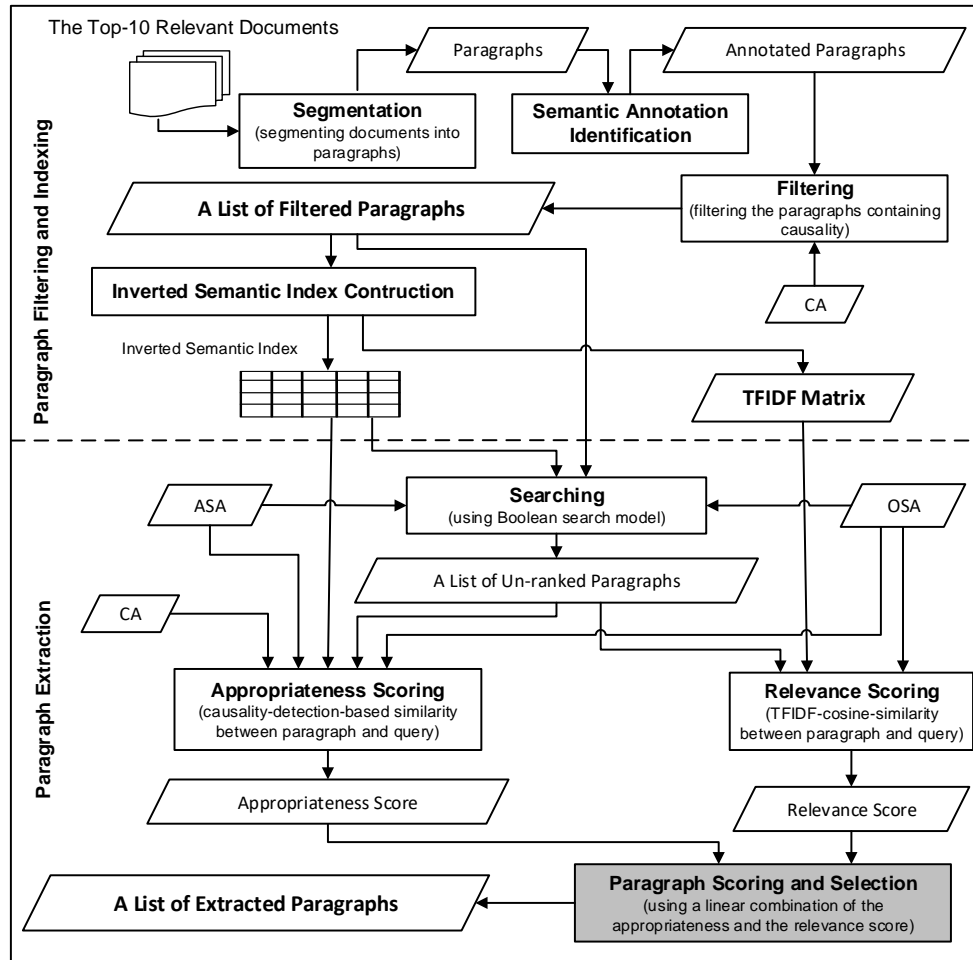 The Top-10 Relevant Documents
Paragraphs
Annotated Paragraphs
Segmentation
(segmenting documents into
paragraphs)
Semantic Annotation
Identification
Paragraph Filtering and Indexing
A List of Filtered Paragraphs
Filtering
(filtering the paragraphs containing
causality)
Inverted Semantic Index Contruction
CA
Inverted Semantic Index
TFIDF Matrix
Paragraph Extraction
ASA
Searching
(using Boolean search model)
OSA
A List of Un-ranked Paragraphs
CA
Appropriateness Scoring
(causality-detection-based similarity
between paragraph and query)
Relevance Scoring
(TFIDF-cosine-similarity
between paragraph and query)
Appropriateness Score
Relevance Score
Paragraph Scoring and Selection
(using a linear combination of the
appropriateness and the relevance score)
A List of Extracted Paragraphs